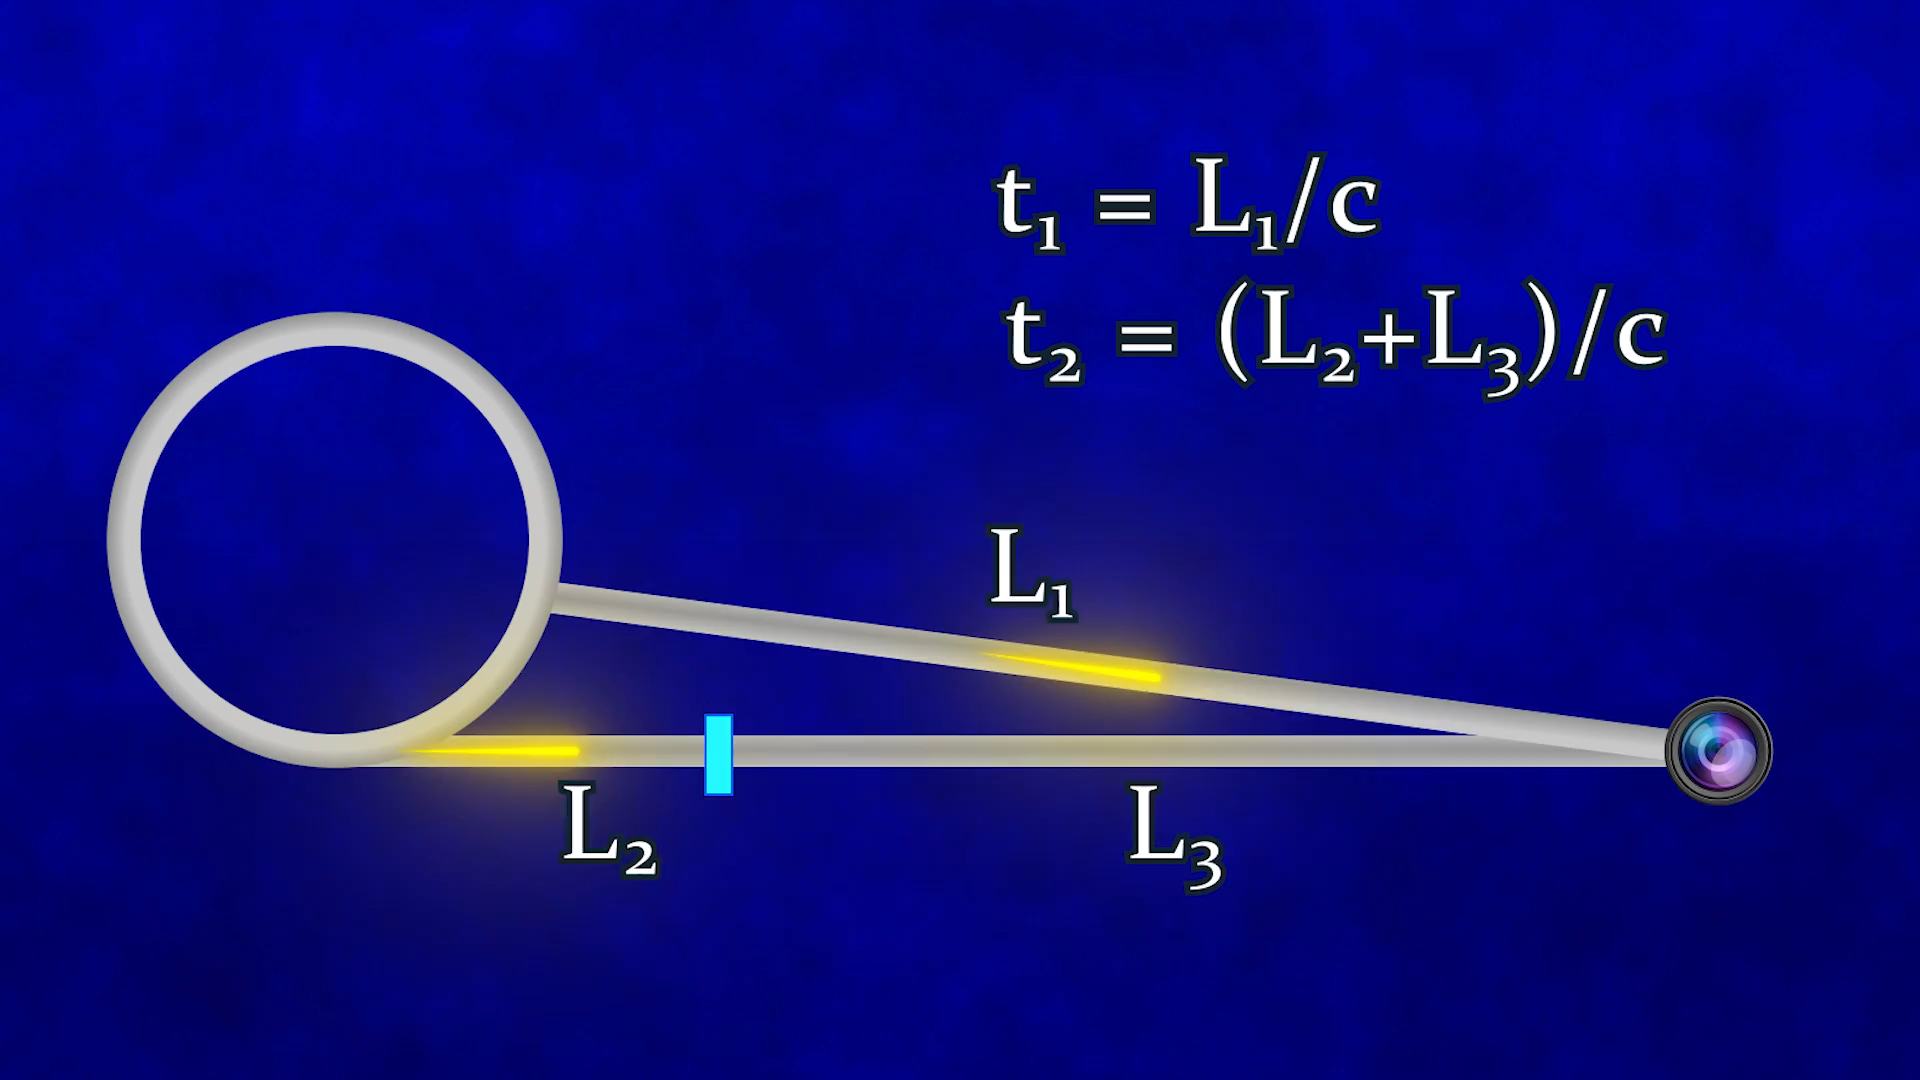 t₁ = L₁/c
t₂ = (L₂+L₃)/c
L₁
L₂
L₃